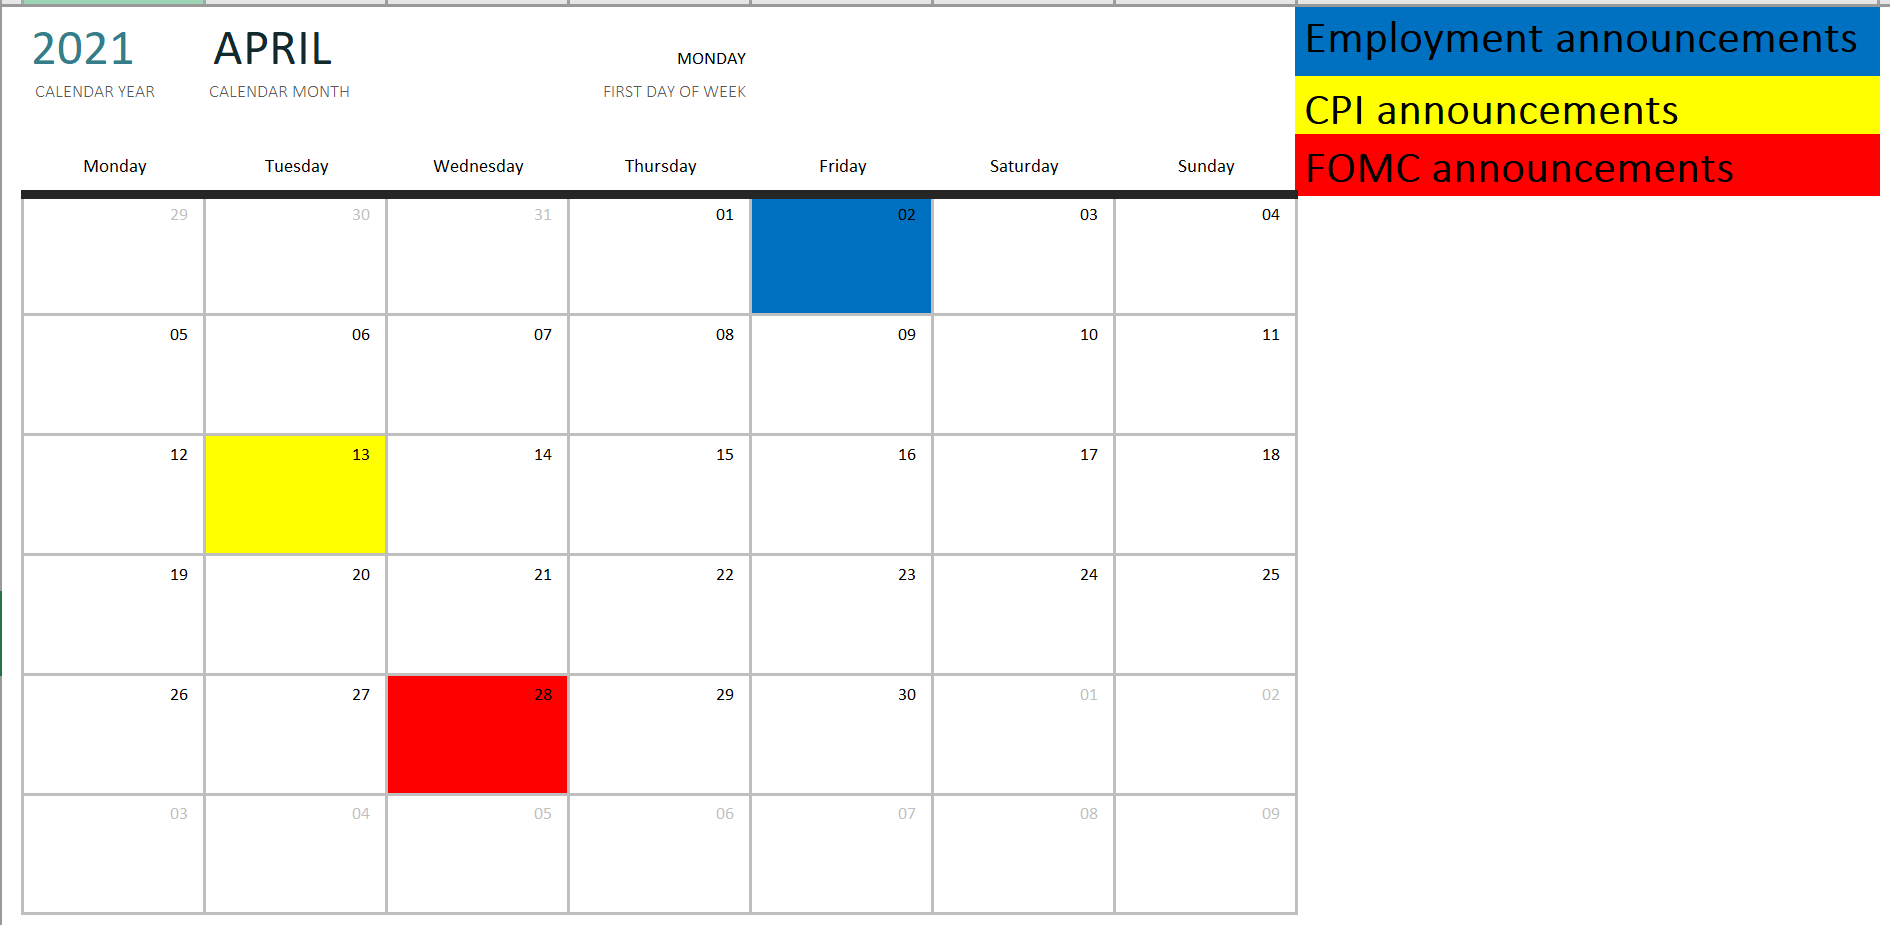 2021 APRIL MONDAY
CALENDAR YEAR CALENDAR MONTH FIRST DAY OF WEEK
Employment announcements
CPI announcements
FOMC announcements
Monday Tuesday Wednesday Thursday Friday Saturday Sunday
29 30 31 01 02 03 04
05 06 07 08 09 10 11
12 13 14 15 16 17 18
19 20 21 22 23 24 25
26 27 28 29 30 01 02
03 04 05 06 07 08 09